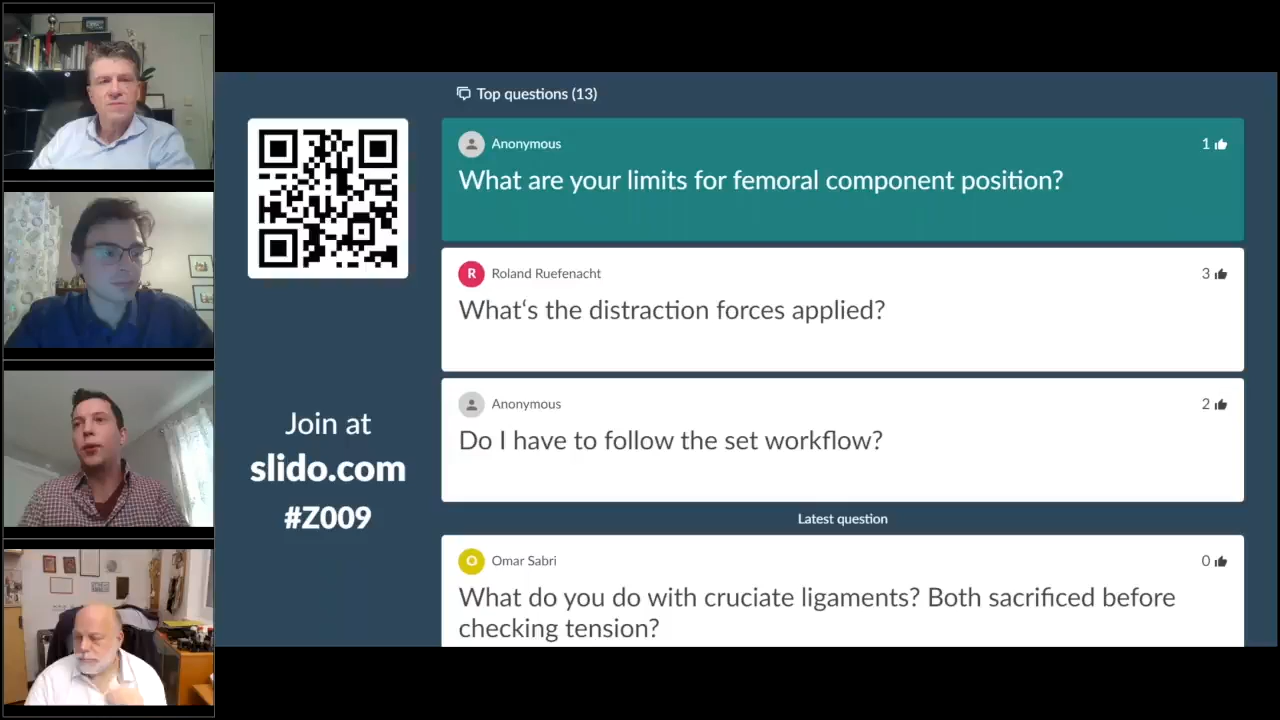 Top questions (13)
Anonymous
1
What are your limits for femoral component position?
R
Roland Ruefenacht
3
What‘s the distraction forces applied?
Anonymous
2
Do I have to follow the set workflow?
Join at
slido.com
#Z009
Latest question
O
Omar Sabri
0
What do you do with cruciate ligaments? Both sacrificed before
checking tension?